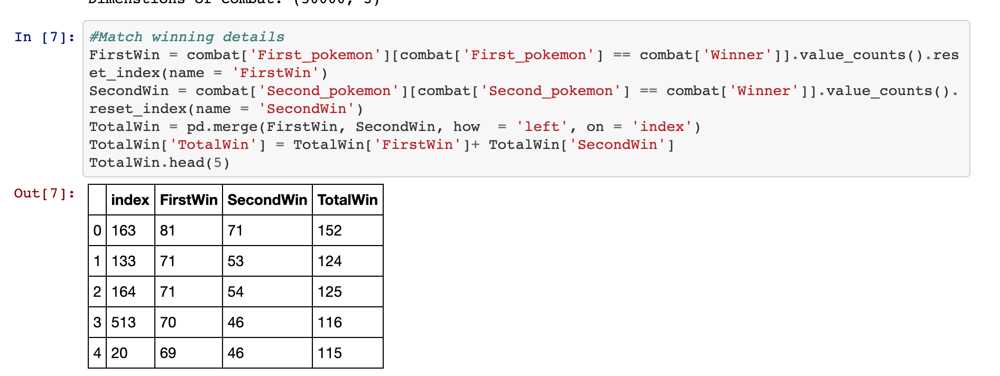 In [7]:
#Match winning details
FirstWin = combat['First_pokemon'][combat['First_pokemon'] == combat['Winner']].value_counts().res
et_index(name = 'FirstWin')
SecondWin = combat['Second_pokemon'][combat['Second_pokemon'] == combat['Winner']].value_counts().
reset_index(name = 'SecondWin')
TotalWin = pd.merge(FirstWin, SecondWin, how  = 'left', on = 'index')
TotalWin['TotalWin'] = TotalWin['FirstWin']+ TotalWin['SecondWin']
TotalWin.head(5)
Out[7]:
index FirstWin SecondWin TotalWin
0 163 81 71 152
1 133 71 53 124
2 164 71 54 125
3 513 70 46 116
4 20 69 46 115